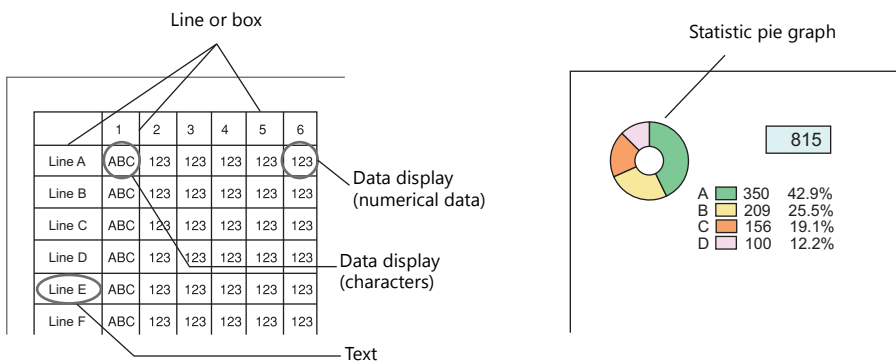 Line or box
1 2 3 4 5 6
Line A ABC 123 123 123 123 123
Line B ABC 123 123 123 123 123
Line C ABC 123 123 123 123 123
Line D ABC 123 123 123 123 123
Line E ABC 123 123 123 123 123
Line F ABC 123 123 123 123 123
Data display
(numerical data)
Data display
(characters)
Text
Statistic pie graph
815
A 350 42.9%
B 209 25.5%
C 156 19.1%
D 100 12.2%